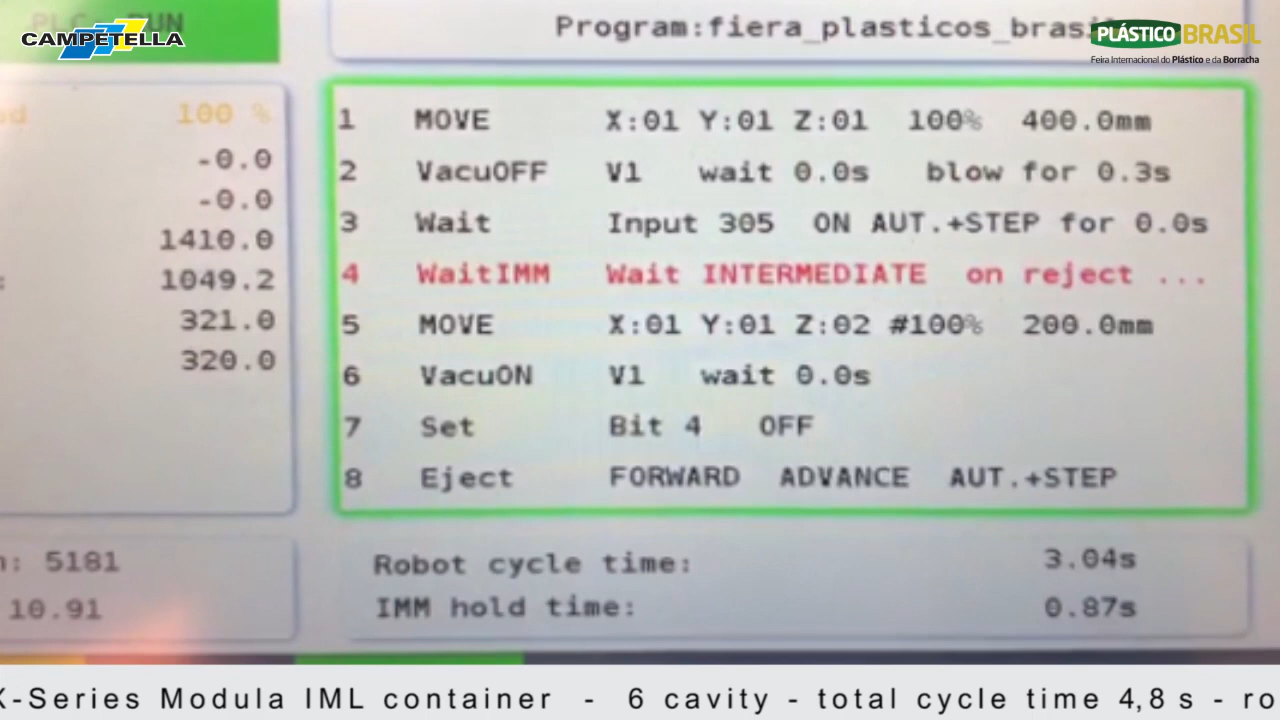 PLC RUN
CAMPETELLA
Program:fiera_plasticos_brasil
PLÁSTICO BRASIL
Feira Internacional do Plástico e da Borracha
100 %
-0.0
-0.0
1410.0
1049.2
321.0
320.0
1 MOVE X:01 Y:01 Z:01 100% 400.0mm
2 VacuOFF V1 wait 0.0s blow for 0.3s
3 Wait Input 305 ON AUT.+STEP for 0.0s
4 WaitIMM Wait INTERMEDIATE on reject ...
5 MOVE X:01 Y:01 Z:02 #100% 200.0mm
6 VacuON V1 wait 0.0s
7 Set Bit 4 OFF
8 Eject FORWARD ADVANCE AUT.+STEP
: 5181
10.91
Robot cycle time: 3.04s
IMM hold time: 0.87s
X-Series Modula IML container - 6 cavity - total cycle time 4,8 s - ro